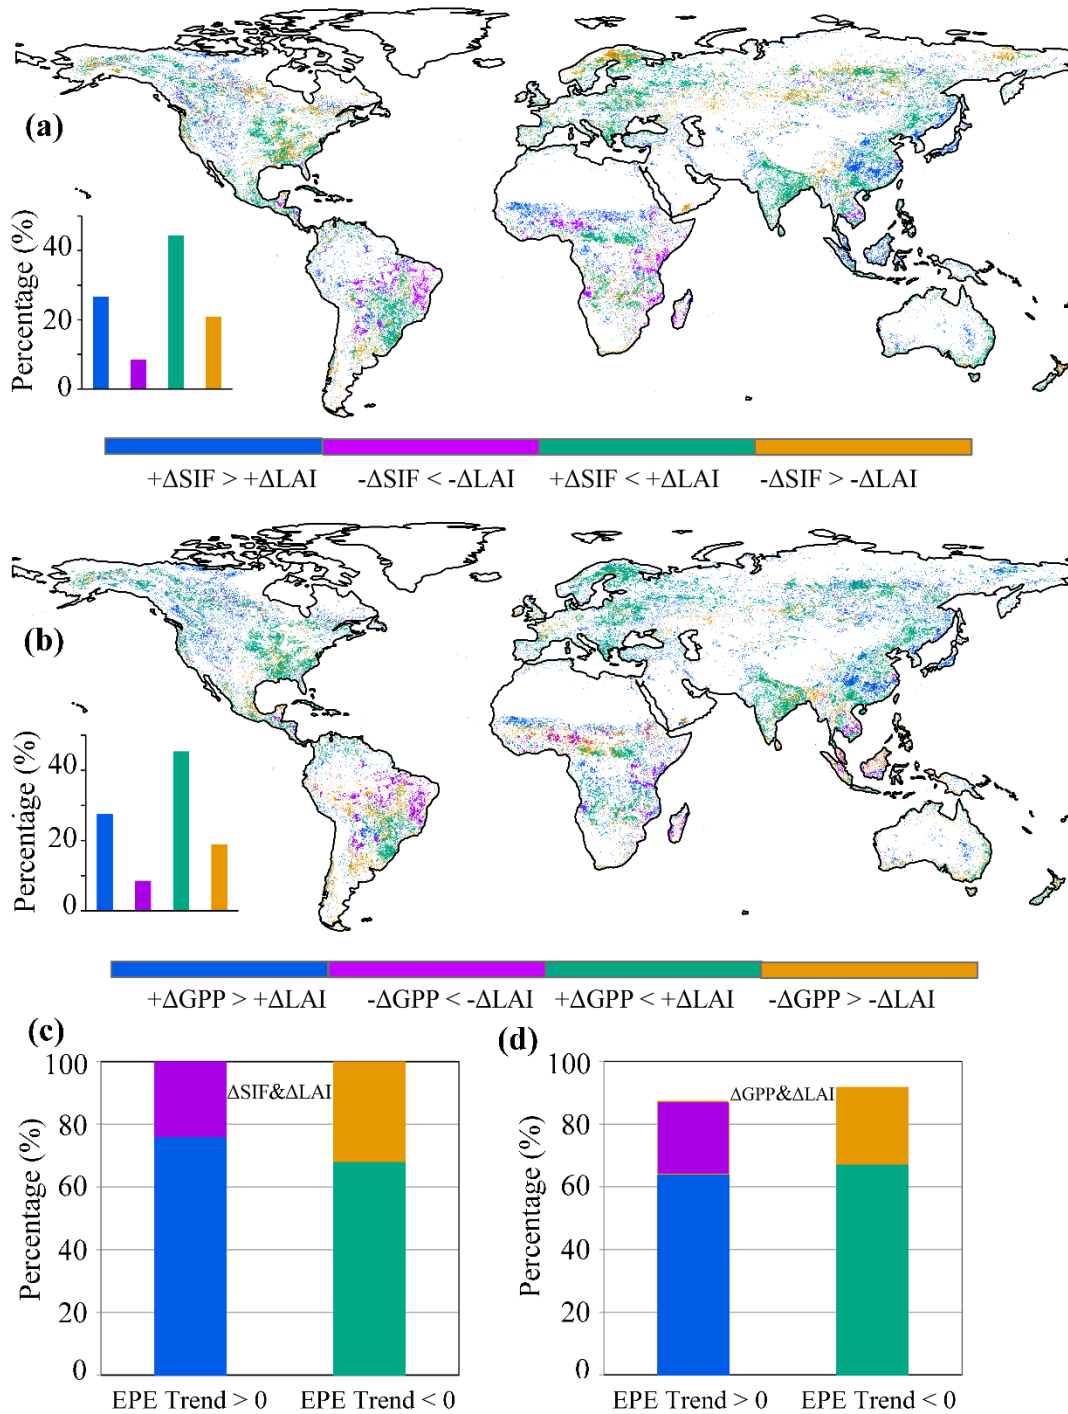 (a)
Percentage (%)
40
20
0
+ΔSIF > +ΔLAI -ΔSIF < -ΔLAI +ΔSIF < +ΔLAI -ΔSIF > -ΔLAI
(b)
Percentage (%)
40
20
0
+ΔGPP > +ΔLAI -ΔGPP < -ΔLAI +ΔGPP < +ΔLAI -ΔGPP > -ΔLAI
(c)
Percentage (%)
100
80
60
40
20
0
ΔSIF&ΔLAI
EPE Trend > 0 EPE Trend < 0
(d)
Percentage (%)
100
80
60
40
20
0
ΔGPP&ΔLAI
EPE Trend > 0 EPE Trend < 0